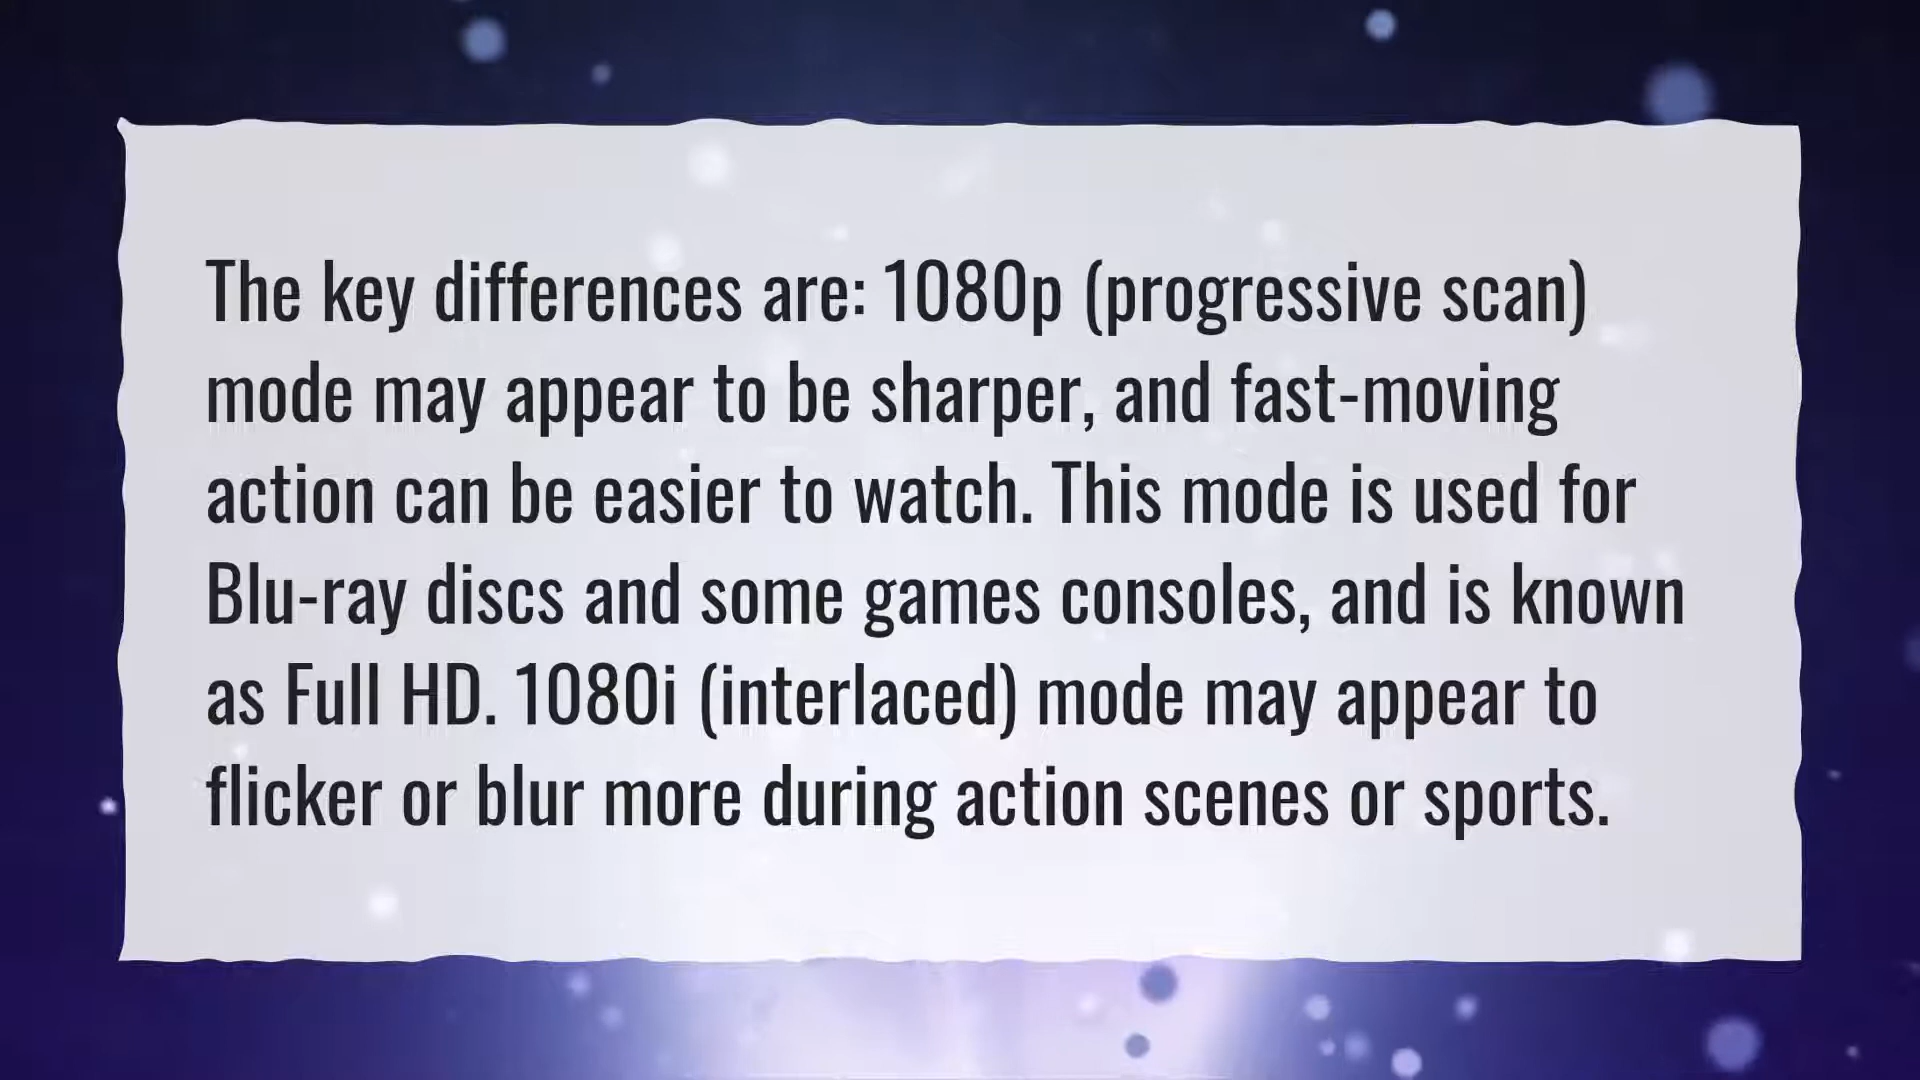 The key differences are: 1080p (progressive scan)
mode may appear to be sharper, and fast-moving
action can be easier to watch. This mode is used for
Blu-ray discs and some games consoles, and is known
as Full HD. 1080i (interlaced) mode may appear to
flicker or blur more during action scenes or sports.